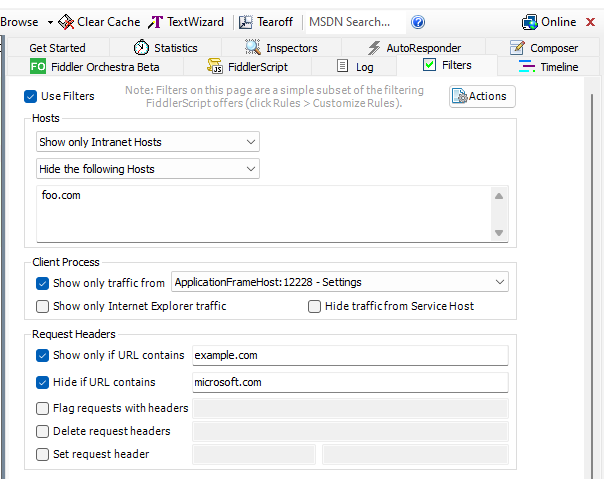 Browse Clear Cache TextWizard Tearoff MSDN Search... Online
Get Started Statistics Inspectors AutoResponder Composer
FO Fiddler Orchestra Beta FiddlerScript Log Filters Timeline
Use Filters Note: Filters on this page are a simple subset of the filtering FiddlerScript offers (click Rules > Customize Rules). Actions
Hosts
Show only Intranet Hosts
Hide the following Hosts
foo.com
Client Process
Show only traffic from ApplicationFrameHost:12228 - Settings
Show only Internet Explorer traffic Hide traffic from Service Host
Request Headers
Show only if URL contains example.com
Hide if URL contains microsoft.com
Flag requests with headers
Delete request headers
Set request header